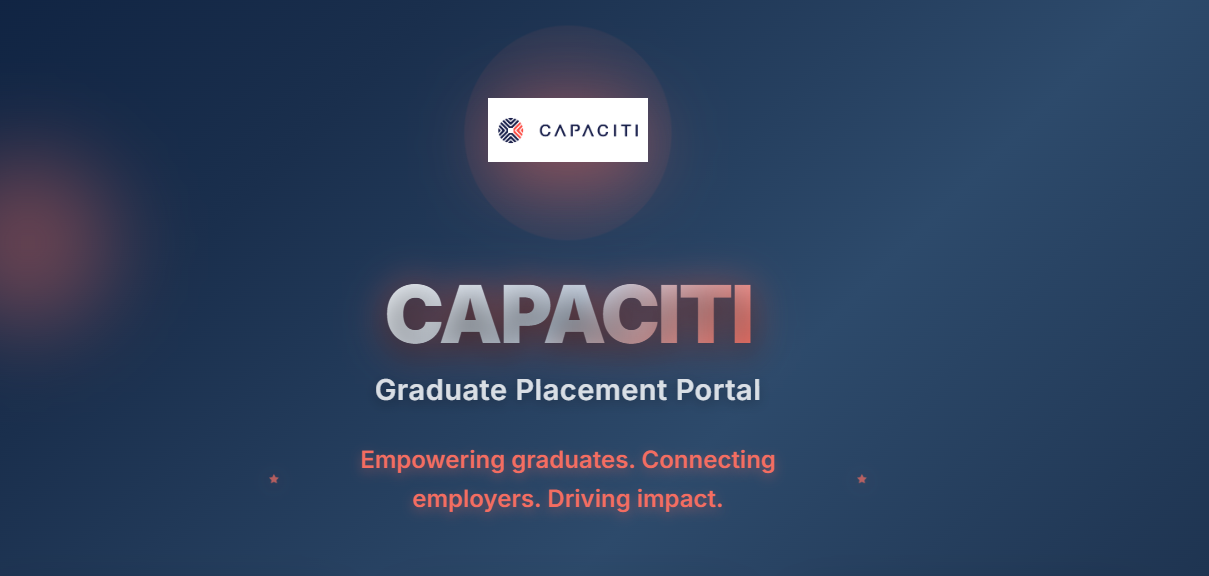 CAPACITI
CAPACITI
Graduate Placement Portal
Empowering graduates. Connecting
employers. Driving impact.